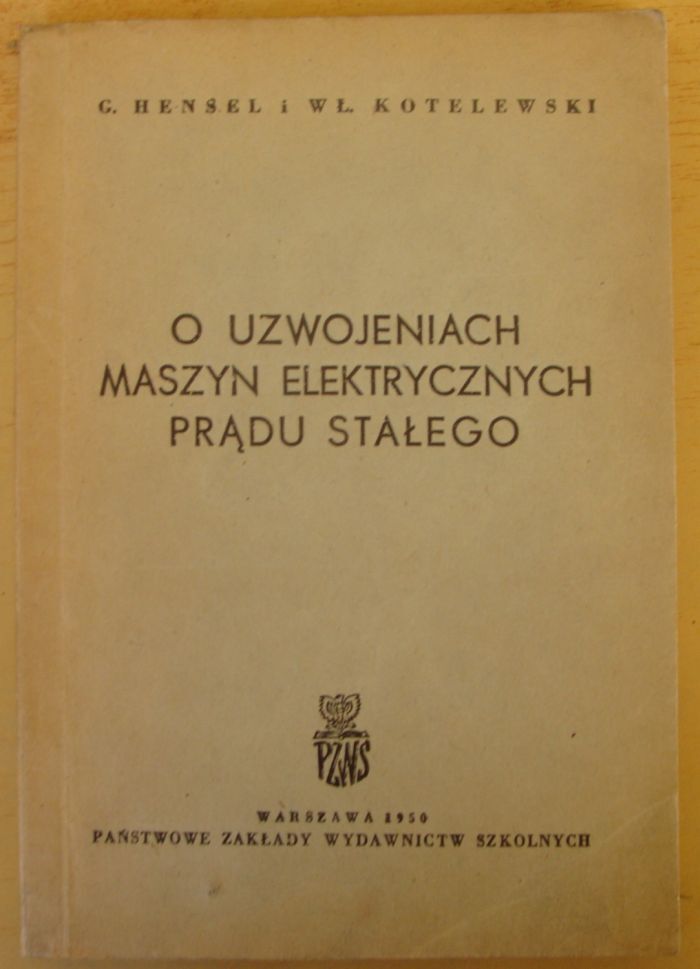 G. HENSEL i WŁ. KOTELEWSKI
O UZWOJENIACH
MASZYN ELEKTRYCZNYCH
PRĄDU STAŁEGO
PZWS
WARSZAWA 1950
PAŃSTWOWE ZAKŁADY WYDAWNICTW SZKOLNYCH